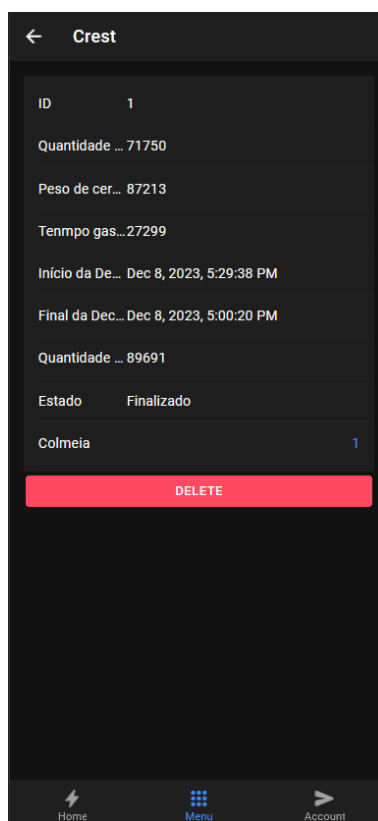 Crest
ID 1
Quantidade ... 71750
Peso de cer... 87213
Tenmpo gas... 27299
Início da De... Dec 8, 2023, 5:29:38 PM
Final da Dec... Dec 8, 2023, 5:00:20 PM
Quantidade ... 89691
Estado Finalizado
Colmeia 1
DELETE
Home Menu Account